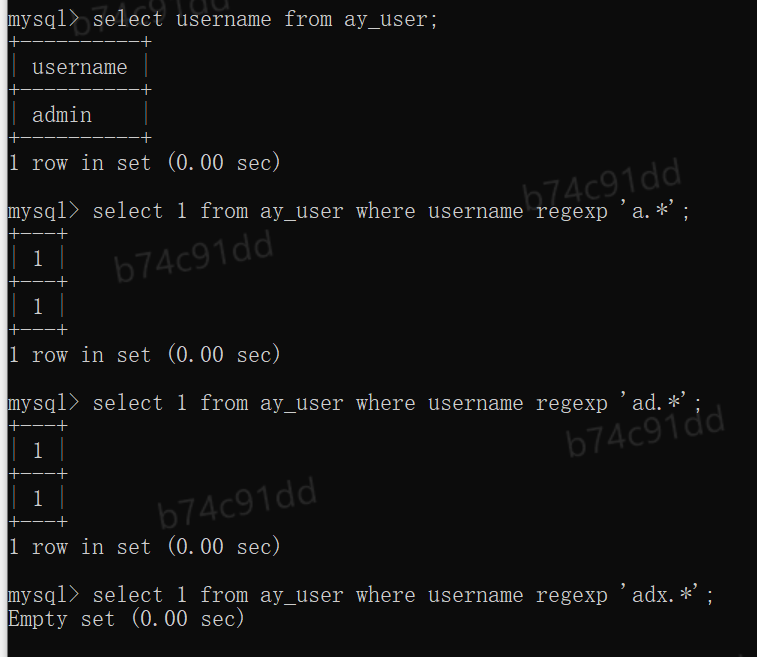 mysql> select username from ay_user;
+----------+
| username |
+----------+
| admin    |
+----------+
1 row in set (0.00 sec)
mysql> select 1 from ay_user where username regexp 'a.*';
+---+
| 1 |
+---+
| 1 |
+---+
1 row in set (0.00 sec)
mysql> select 1 from ay_user where username regexp 'ad.*';
+---+
| 1 |
+---+
| 1 |
+---+
1 row in set (0.00 sec)
mysql> select 1 from ay_user where username regexp 'adx.*';
Empty set (0.00 sec)
b74c91dd
b74c91dd
b74c91dd
b74c91dd
b74c91dd